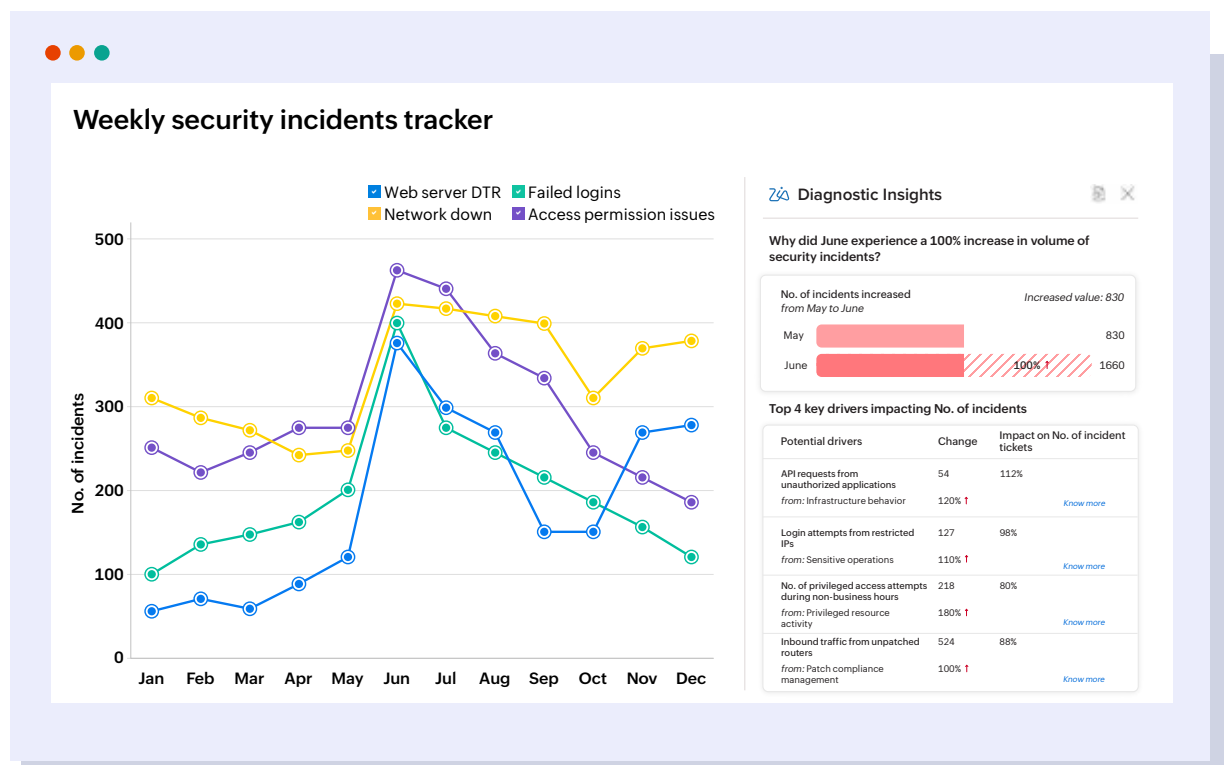 Weekly security incidents tracker
Web server DTR
Failed logins
Network down
Access permission issues
No. of incidents
500
400
300
200
100
0
Jan Feb Mar Apr May Jun Jul Aug Sep Oct Nov Dec
Zia Diagnostic Insights
Why did June experience a 100% increase in volume of
security incidents?
No. of incidents increased
from May to June
Increased value: 830
May 830
June 100% ↑ 1660
Top 4 key drivers impacting No. of incidents
Potential drivers
Change
Impact on No. of incident
tickets
API requests from
unauthorized applications
54
112%
from: Infrastructure behavior
120% ↑
Know more
Login attempts from restricted
IPs
127
98%
from: Sensitive operations
110% ↑
Know more
No. of privileged access attempts
during non-business hours
218
80%
from: Privileged resource
activity
180% ↑
Know more
Inbound traffic from unpatched
routers
524
88%
from: Patch compliance
management
100% ↑
Know more